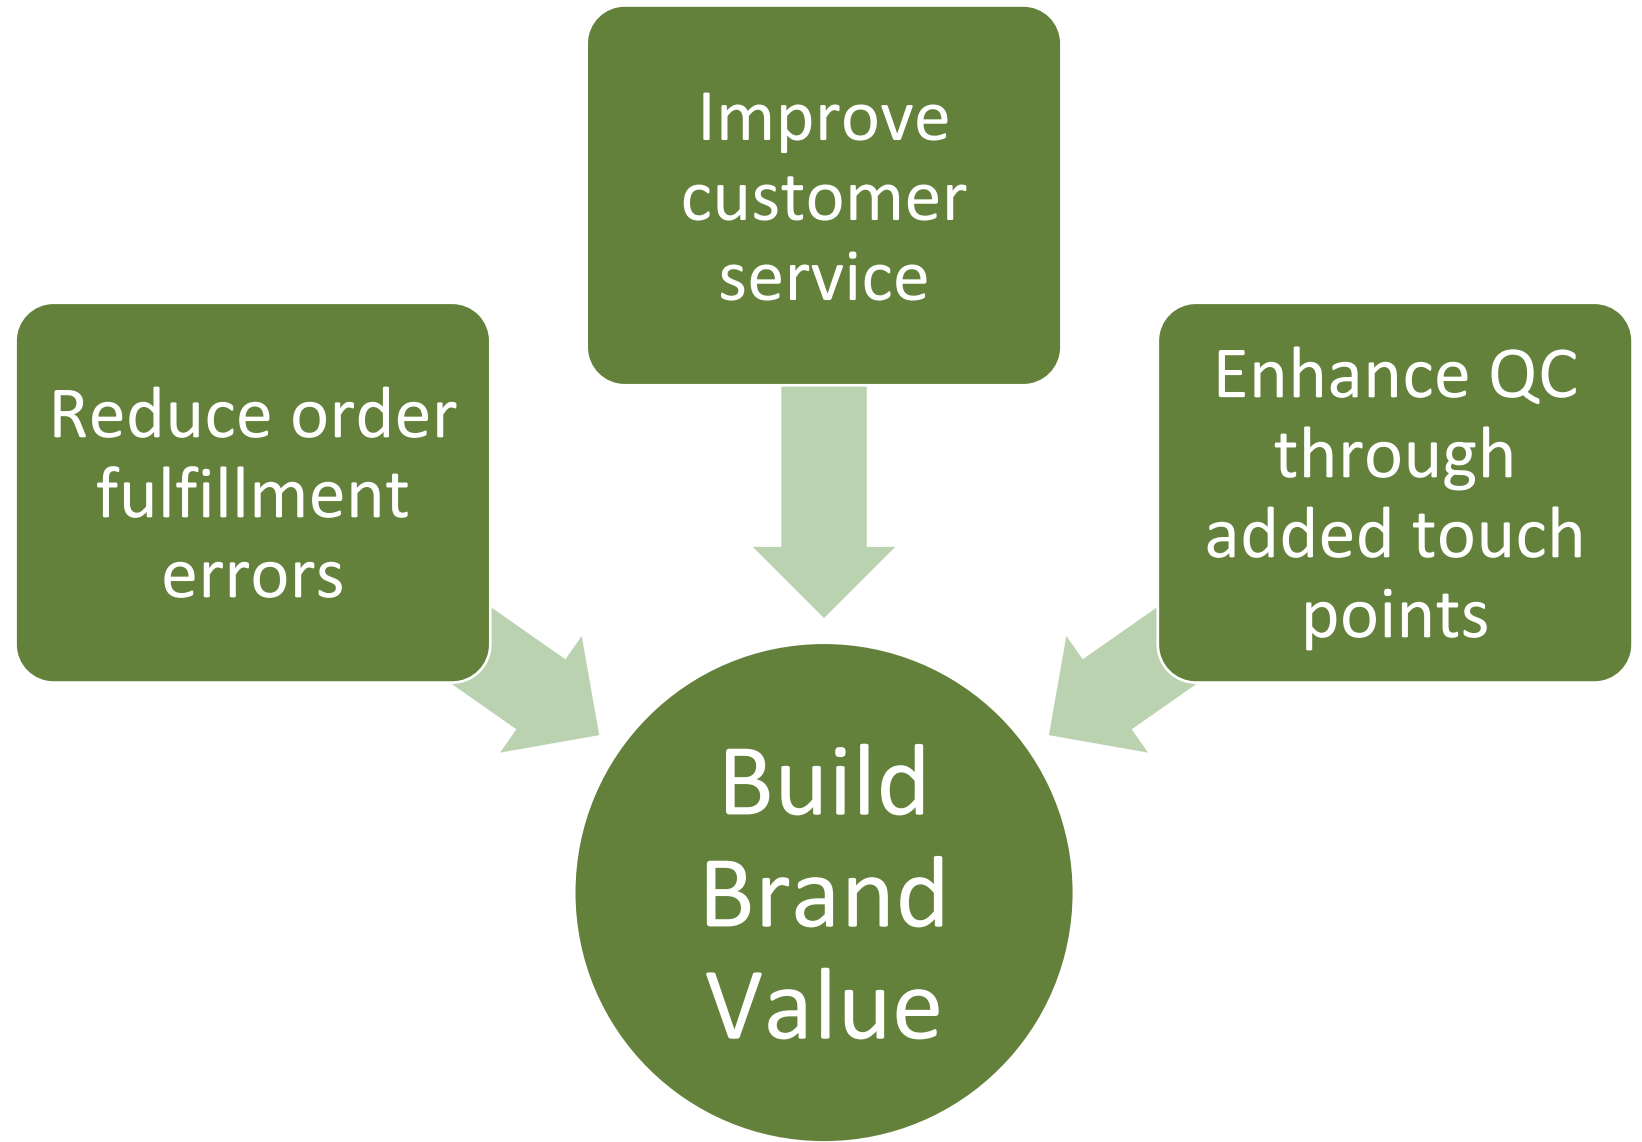 Improve
customer
service
Reduce order
fulfillment
errors
Enhance QC
through
added touch
points
Build
Brand
Value